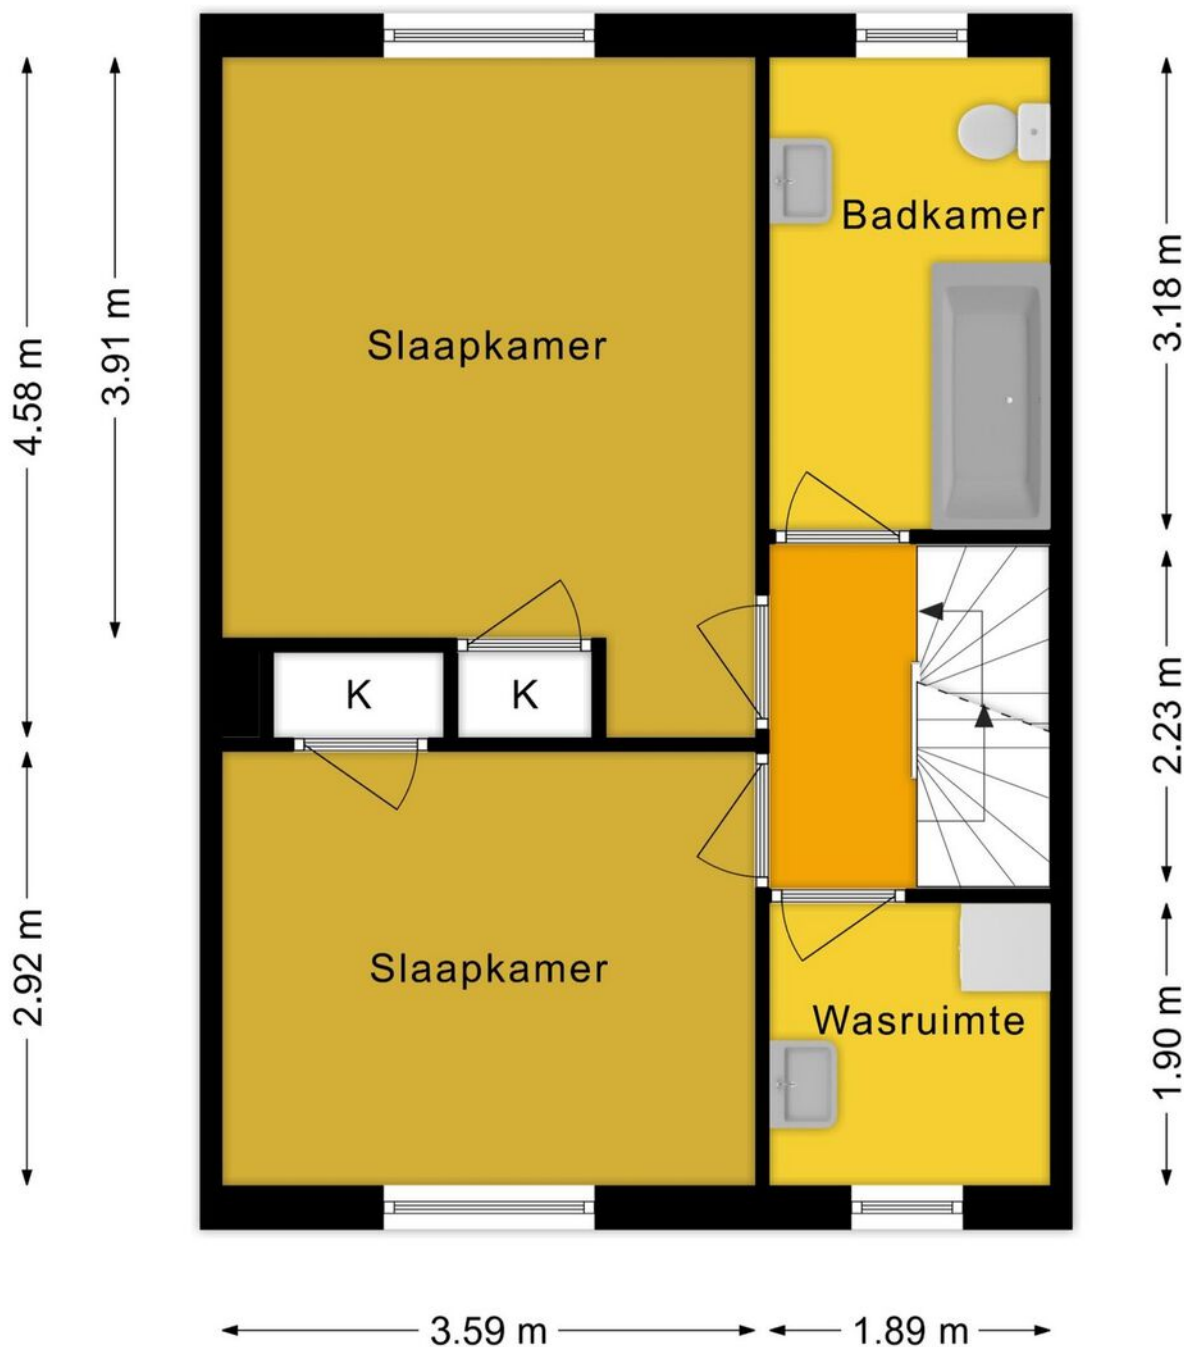 Badkamer
Slaapkamer
4.58 m
3.91 m
3.18 m
K
K
2.23 m
Slaapkamer
2.92 m
Wasruimte
1.90 m
3.59 m
1.89 m